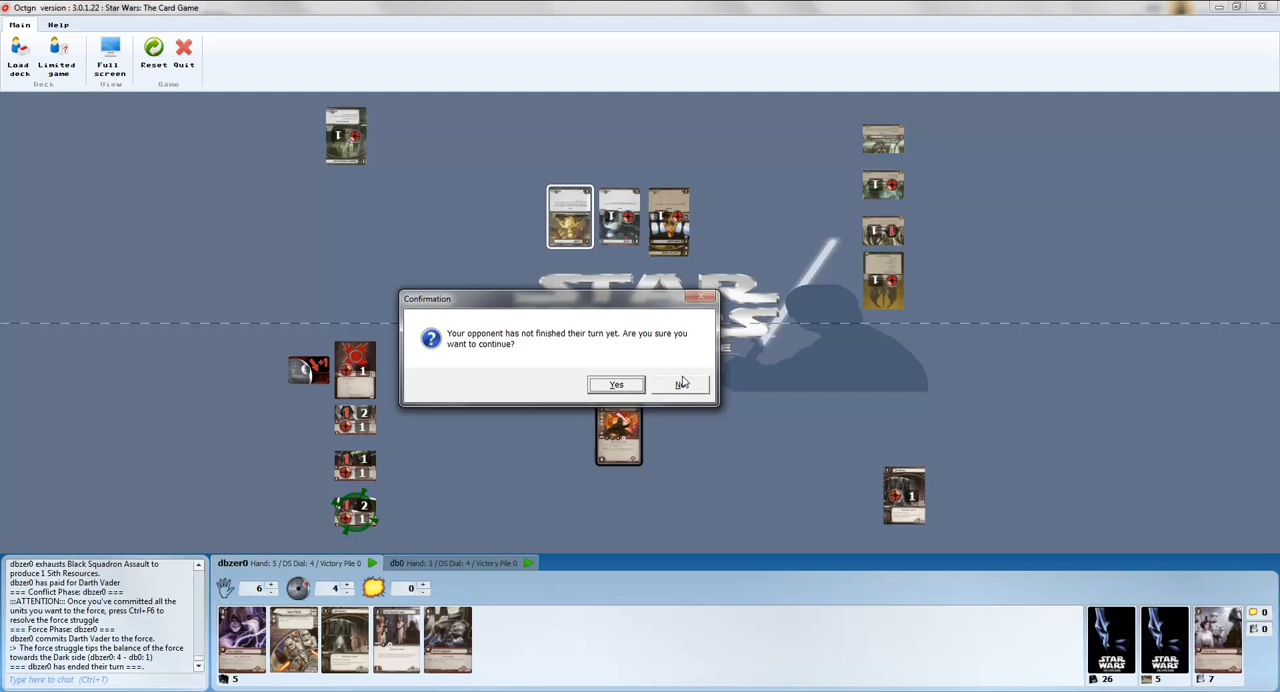 Octgn version : 3.0.1.22 : Star Wars: The Card Game
Main Help
Load deck
Limited game
Full screen
Reset
Quit
Deck
View
Game
STAR
Confirmation
Your opponent has not finished their turn yet. Are you sure you
want to continue?
Yes
dbzer0 exhausts Black Squadron Assault to
produce 1 Sith Resources.
dbzer0 has paid for Darth Vader
=== Conflict Phase: dbzer0 ===
:::ATTENTION::: Once you've committed all the
units you want to the force, press Ctrl+F6 to
resolve the force struggle
=== Force Phase: dbzer0 ===
dbzer0 commits Darth Vader to the force.
:> The force struggle tips the balance of the force
towards the Dark side (dbzer0: 4 - db0: 1)
=== dbzer0 has ended their turn ===.
Type here to chat (Ctrl+T)
dbzer0 Hand: 5 / DS Dial: 4 / Victory Pile 0
db0 Hand: 3 / DS Dial: 4 / Victory Pile 0
6
4
0
5
STAR WARS
26
STAR WARS
5
7
0
0